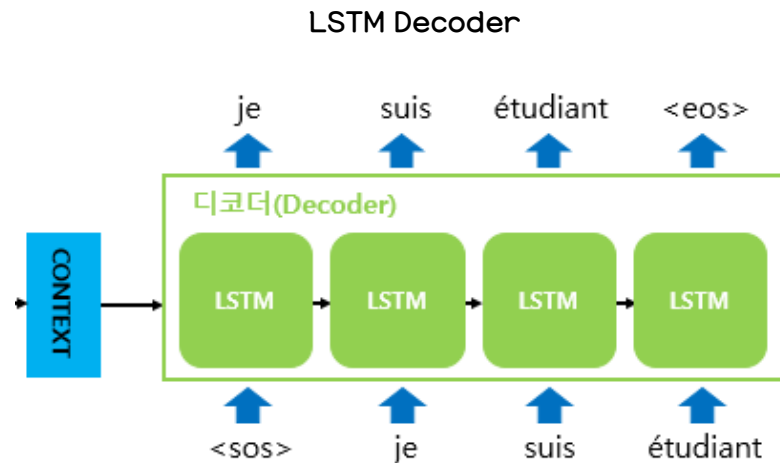 LSTM Decoder
je suis étudiant <eos>
디코더(Decoder)
CONTEXT
LSTM LSTM LSTM LSTM
<sos> je suis étudiant